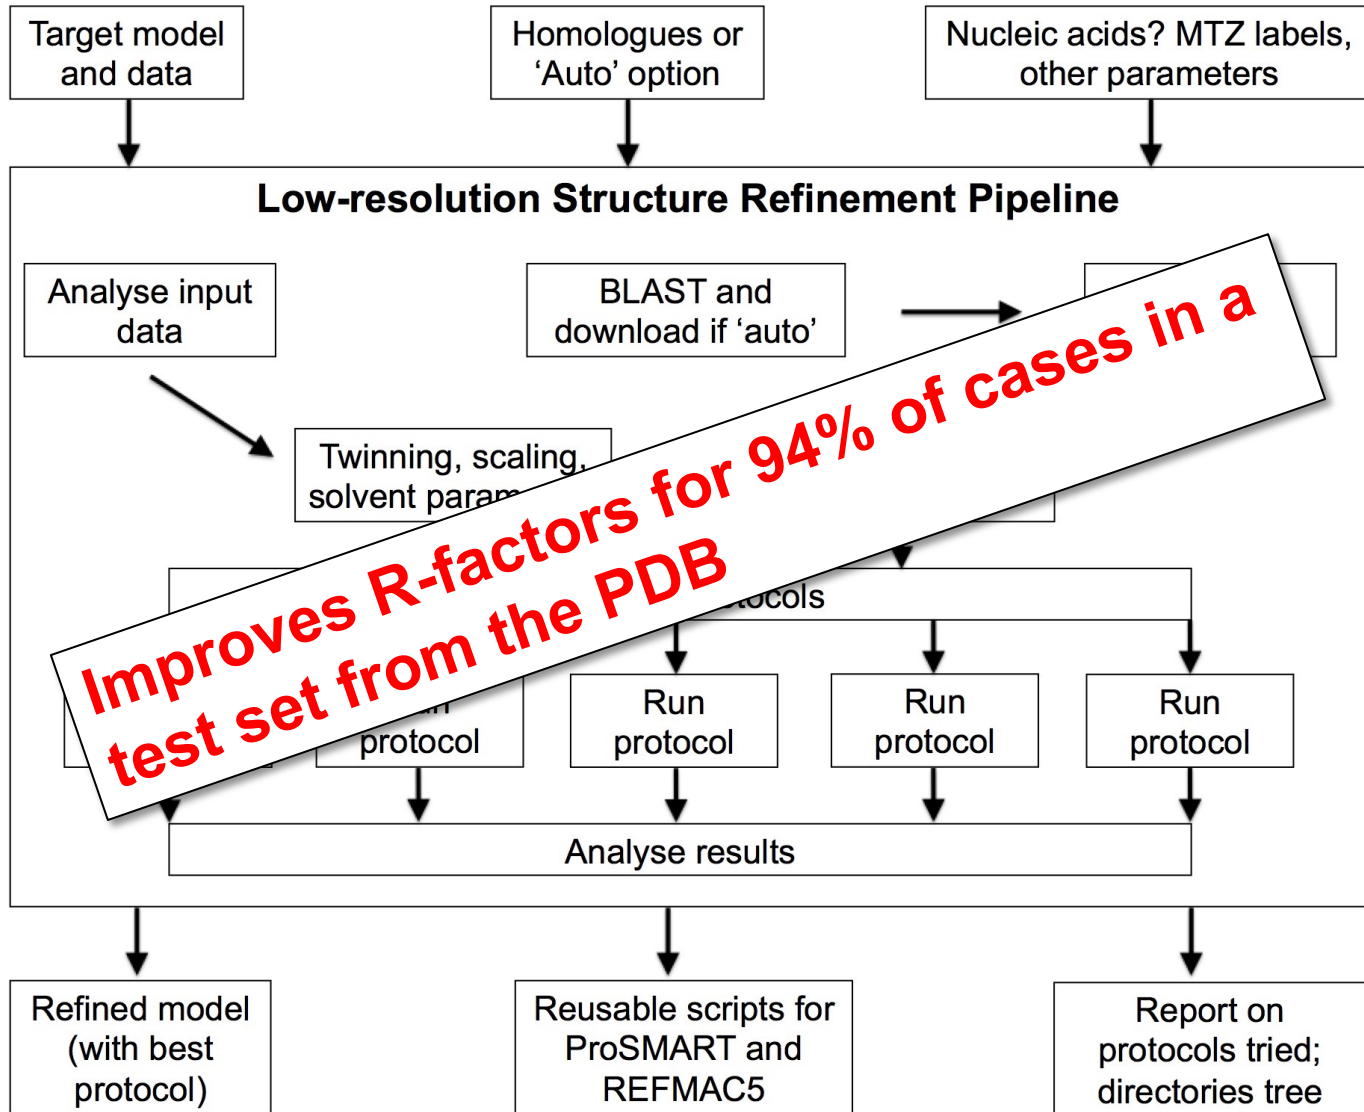 Target model
and data
Homologues or
‘Auto’ option
Nucleic acids? MTZ labels,
other parameters
Low-resolution Structure Refinement Pipeline
Analyse input
data
BLAST and
download if ‘auto’
Twinning, scaling,
solvent
Improves R-factors for 94% of cases in a
test set from the PDB
protocol
Run
protocol
Run
protocol
Run
protocol
Analyse results
Refined model
(with best
protocol)
Reusable scripts for
ProSMART and
REFMAC5
Report on
protocols tried;
directories tree